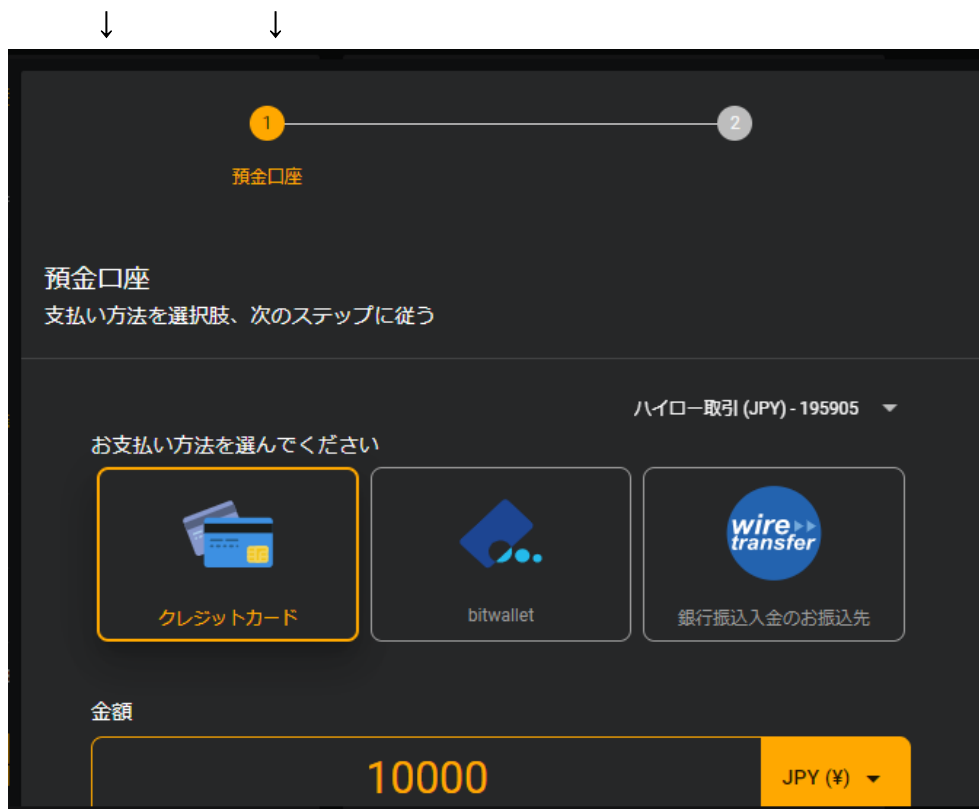 ↓ ↓
1 2
預金口座
預金口座
支払い方法を選択肢、次のステップに従う
ハイロー取引 (JPY) - 195905
お支払い方法を選んでください
wire
transfer
クレジットカード bitwallet 銀行振込入金のお振込先
金額
10000 JPY (¥)